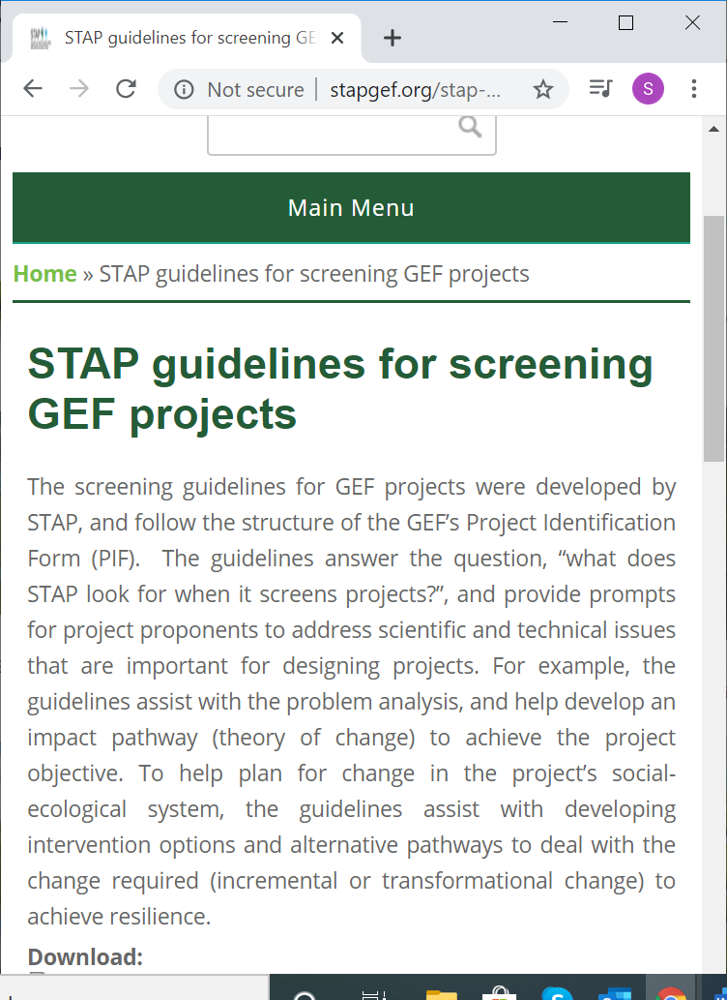 STAP guidelines for screening GE
Not secure | stapgef.org/stap-...
S
Main Menu
Home » STAP guidelines for screening GEF projects
STAP guidelines for screening
GEF projects
The screening guidelines for GEF projects were developed by
STAP, and follow the structure of the GEF’s Project Identification
Form (PIF).  The guidelines answer the question, “what does
STAP look for when it screens projects?”, and provide prompts
for project proponents to address scientific and technical issues
that are important for designing projects. For example, the
guidelines assist with the problem analysis, and help develop an
impact pathway (theory of change) to achieve the project
objective. To help plan for change in the project’s social-
ecological system, the guidelines assist with developing
intervention options and alternative pathways to deal with the
change required (incremental or transformational change) to
achieve resilience.
Download: